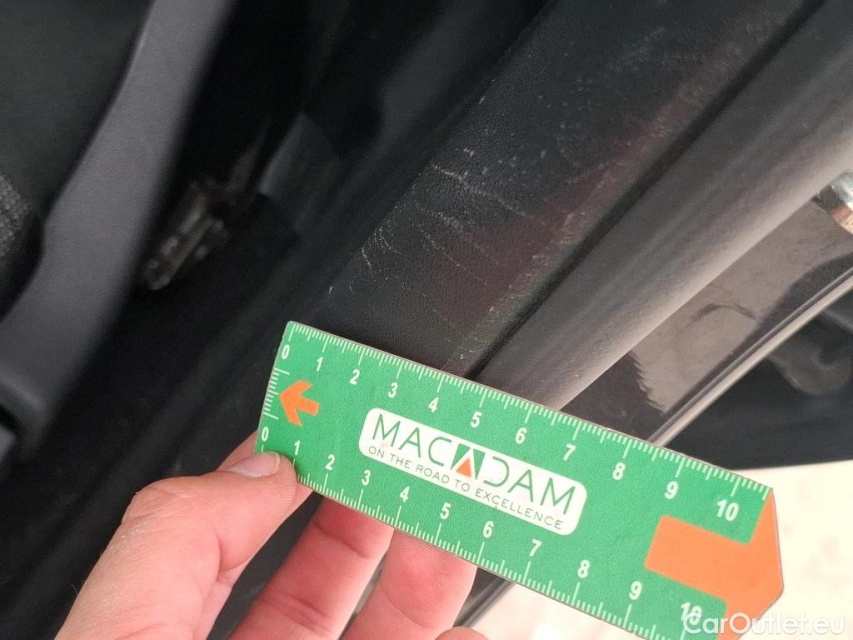 0 1 2 3 4 5 6 7 8 9 10
MACADAM
ON THE ROAD TO EXCELLENCE
0 1 2 3 4 5 6 7 8 9 10
CarOutlet.eu